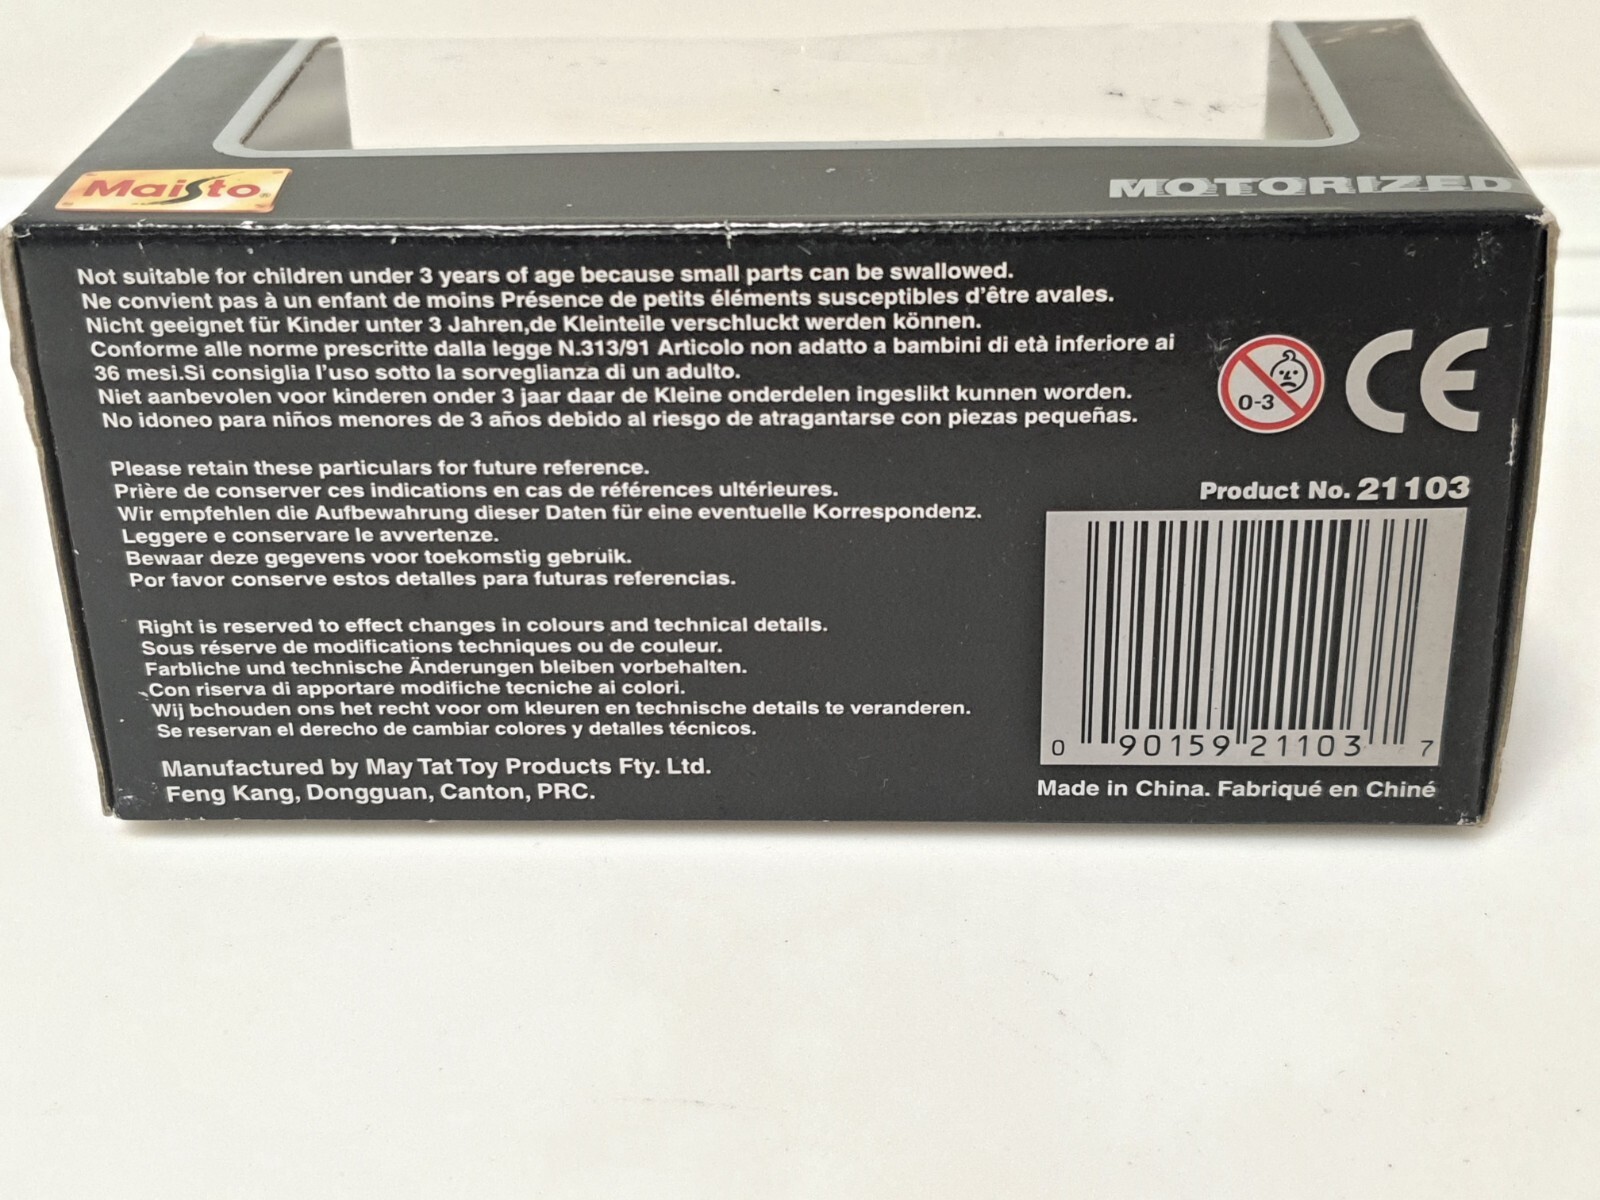 Maisto
MOTORIZED
Not suitable for children under 3 years of age because small parts can be swallowed.
Ne convient pas à un enfant de moins Présence de petits éléments susceptibles d'être avales.
Nicht geeignet für Kinder unter 3 Jahren,de Kleinteile verschluckt werden können.
Conforme alle norme prescritte dalla legge N.313/91 Articolo non adatto a bambini di età inferiore ai
36 mesi.Si consiglia l'uso sotto la sorveglianza di un adulto.
Niet aanbevolen voor kinderen onder 3 jaar daar de Kleine onderdelen ingeslikt kunnen worden.
No idoneo para niños menores de 3 años debido al riesgo de atragantarse con piezas pequeñas.
0-3
CE
Please retain these particulars for future reference.
Prière de conserver ces indications en cas de références ultérieures.
Wir empfehlen die Aufbewahrung dieser Daten für eine eventuelle Korrespondenz.
Leggere e conservare le avvertenze.
Bewaar deze gegevens voor toekomstig gebruik.
Por favor conserve estos detalles para futuras referencias.
Product No. 21103
Right is reserved to effect changes in colours and technical details.
Sous réserve de modifications techniques ou de couleur.
Farbliche und technische Änderungen bleiben vorbehalten.
Con riserva di apportare modifiche tecniche ai colori.
Wij bchouden ons het recht voor om kleuren en technische details te veranderen.
Se reservan el derecho de cambiar colores y detalles técnicos.
0 90159 21103 7
Manufactured by May Tat Toy Products Fty. Ltd.
Feng Kang, Dongguan, Canton, PRC.
Made in China. Fabriqué en Chiné